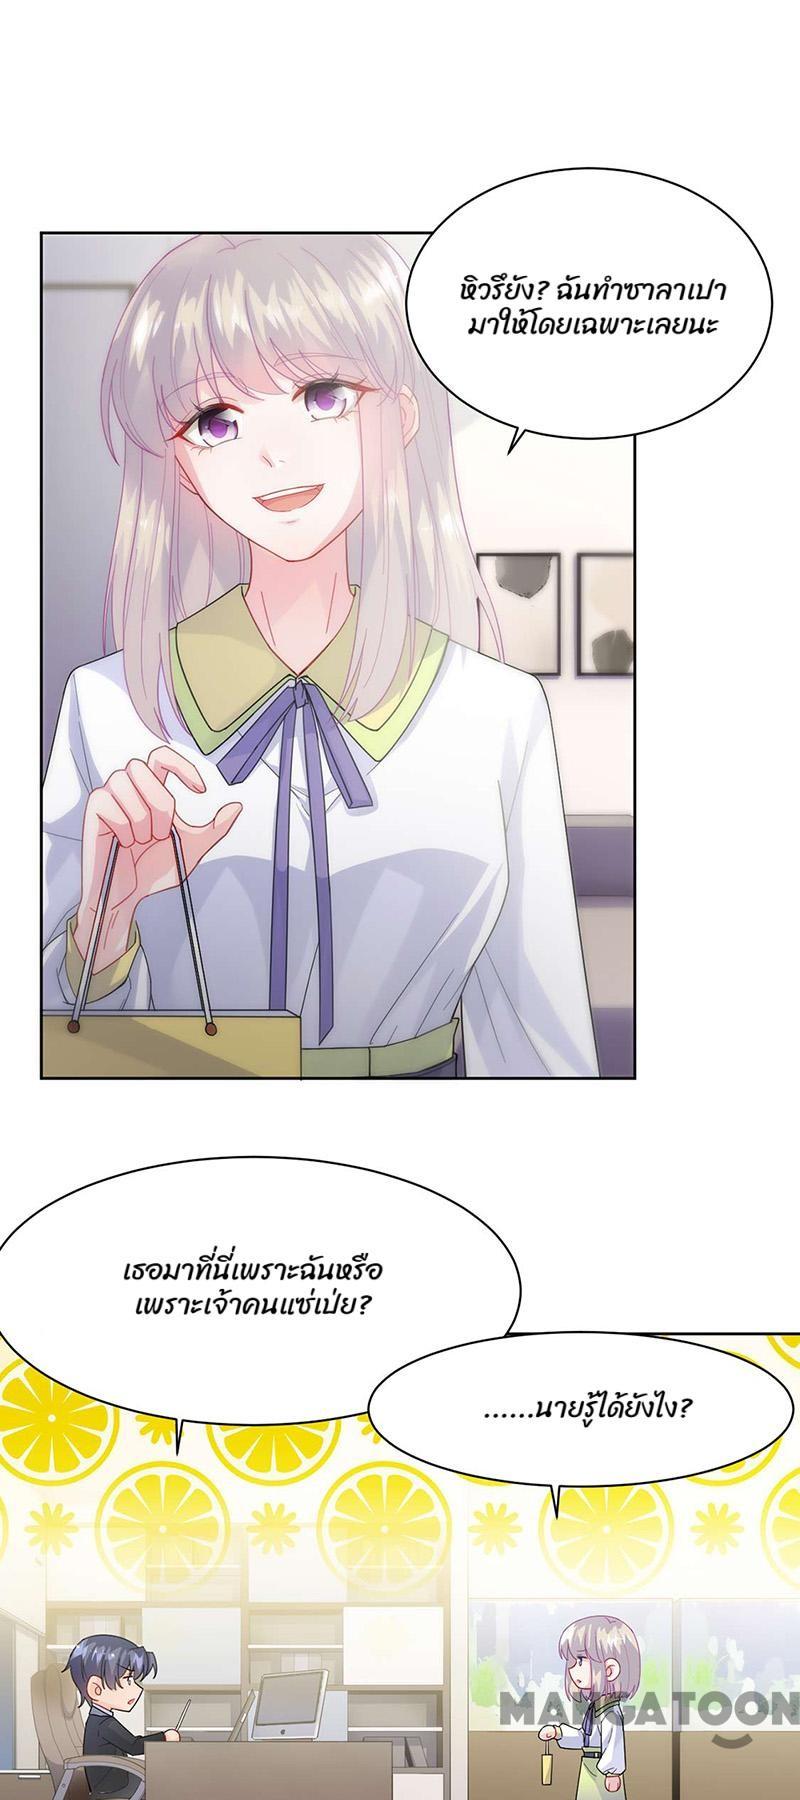 หิวรึยัง? ฉันทำซาลาเปา
มาให้โดยเฉพาะเลยนะ
เธอมาที่นี่เพราะฉันหรือ
เพราะเจ้าคนแซ่เป่ย?
......นายรู้ได้ยังไง?
MANGATOON